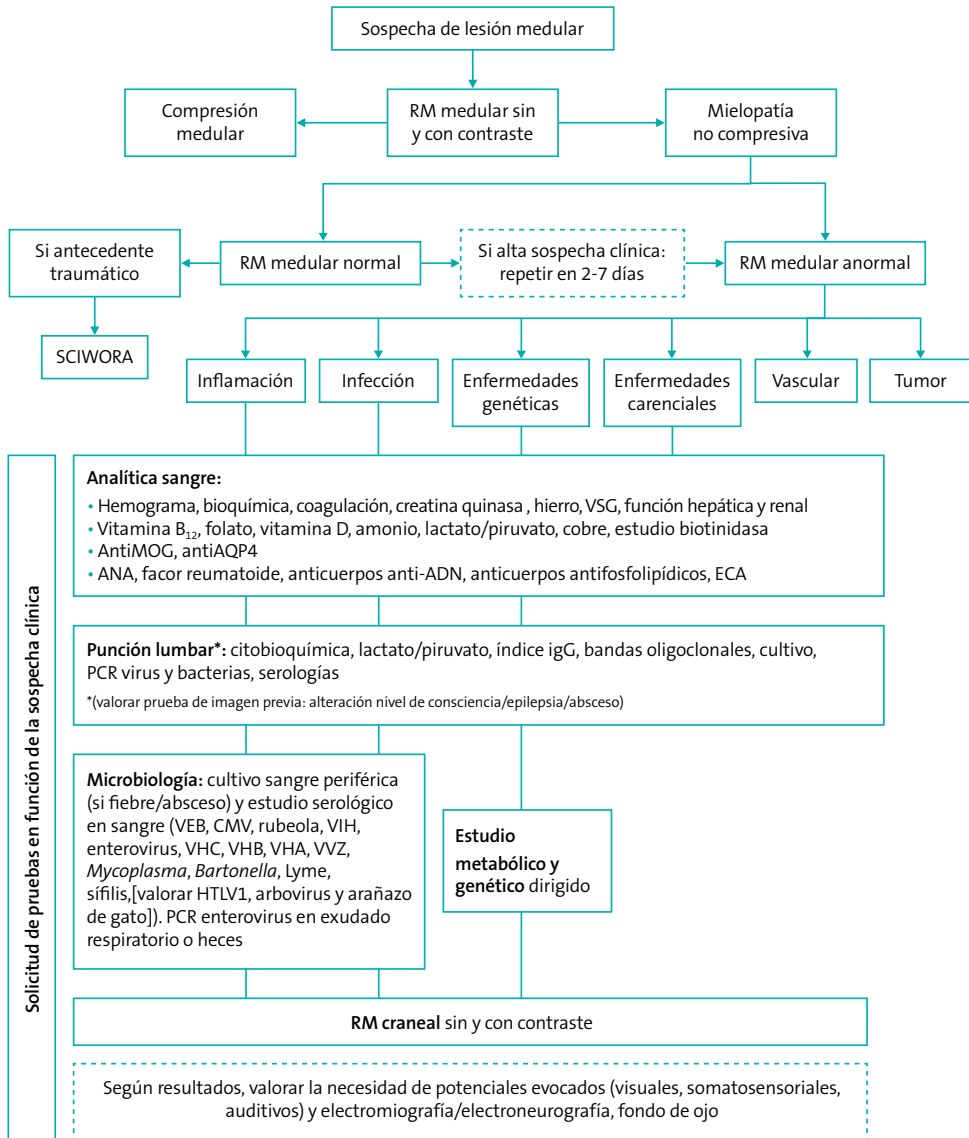 Sospecha de lesión medular
Compresión
medular
RM medular sin
y con contraste
Mielopatía
no compresiva
Si antecedente
traumático
RM medular normal
Si alta sospecha clínica:
repetir en 2-7 días
RM medular anormal
SCIWORA
Inflamación
Infección
Enfermedades
genéticas
Enfermedades
carenciales
Vascular
Tumor
Solicitud de pruebas en función de la sospecha clínica
Analítica sangre:
• Hemograma, bioquímica, coagulación, creatina quinasa , hierro, VSG, función hepática y renal
• Vitamina B₁₂, folato, vitamina D, amonio, lactato/piruvato, cobre, estudio biotinidasa
• AntiMOG, antiAQP4
• ANA, facor reumatoide, anticuerpos anti-ADN, anticuerpos antifosfolipídicos, ECA
Punción lumbar*: citobioquímica, lactato/piruvato, índice igG, bandas oligoclonales, cultivo,
PCR virus y bacterias, serologías
*(valorar prueba de imagen previa: alteración nivel de consciencia/epilepsia/absceso)
Microbiología: cultivo sangre periférica
(si fiebre/absceso) y estudio serológico
en sangre (VEB, CMV, rubeola, VIH,
enterovirus, VHC, VHB, VHA, VVZ,
Mycoplasma, Bartonella, Lyme,
sífilis,[valorar HTLV1, arbovirus y arañazo
de gato]). PCR enterovirus en exudado
respiratorio o heces
Estudio
metabólico y
genético dirigido
RM craneal sin y con contraste
Según resultados, valorar la necesidad de potenciales evocados (visuales, somatosensoriales,
auditivos) y electromiografía/electroneurografía, fondo de ojo